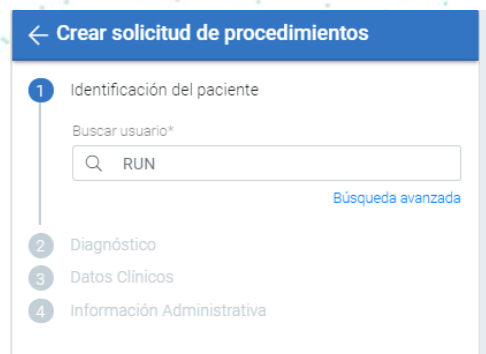 ← Crear solicitud de procedimientos
1 Identificación del paciente
Buscar usuario*
RUN
Búsqueda avanzada
2 Diagnóstico
3 Datos Clínicos
4 Información Administrativa